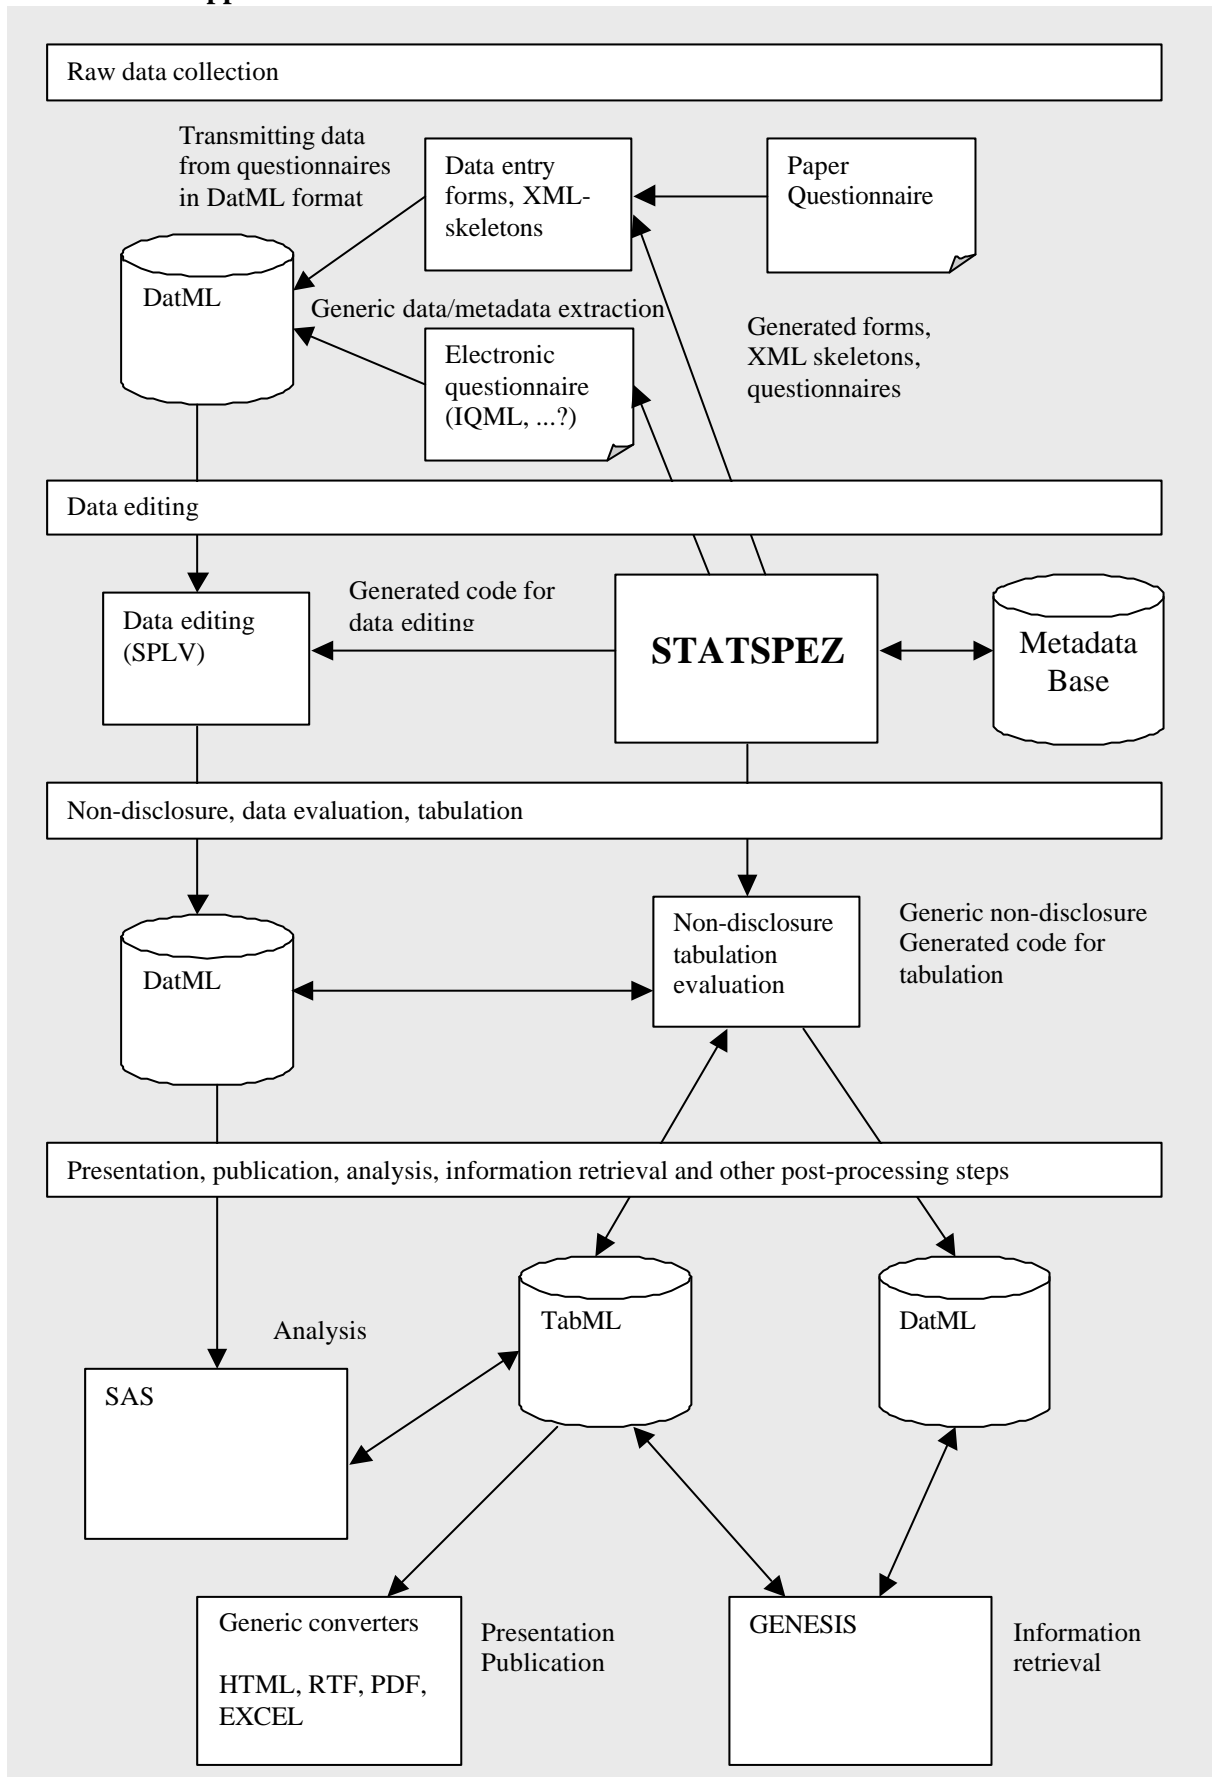 Raw data collection
Transmitting data
from questionnaires
in DatML format
Data entry
forms, XML-
skeletons
Paper
Questionnaire
DatML
Generic data/metadata extraction
Electronic
questionnaire
(IQML, ...?)
Generated forms,
XML skeletons,
questionnaires
Data editing
Data editing
(SPLV)
Generated code for
data editing
STATSPEZ
Metadata
Base
Non-disclosure, data evaluation, tabulation
DatML
Non-disclosure
tabulation
evaluation
Generic non-disclosure
Generated code for
tabulation
Presentation, publication, analysis, information retrieval and other post-processing steps
Analysis
SAS
TabML
DatML
Generic converters
HTML, RTF, PDF,
EXCEL
Presentation
Publication
GENESIS
Information
retrieval